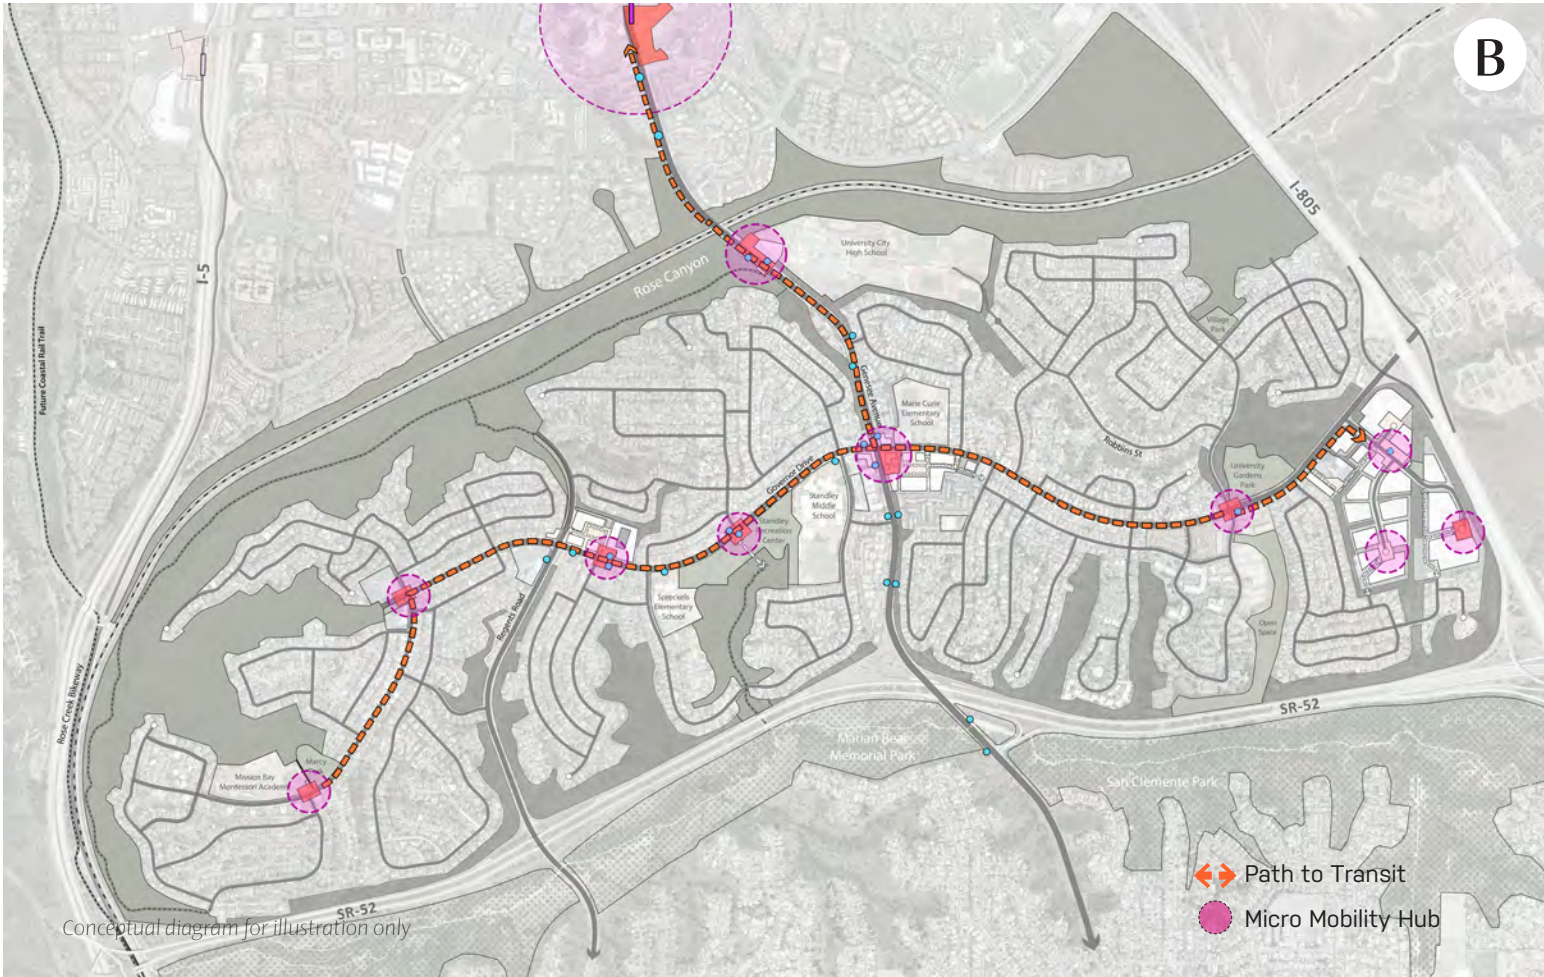 B
I-805
I-5
University City
High School
Rose Canyon
Village
Park
Future Coastal Rail Trail
Genesee Avenue
Marie Curie
Elementary
School
Robbins St
Governor Drive
University
Gardens
Park
Standley
Middle
School
Standley
Recreation
Center
Spreckels
Elementary
School
Regents Road
Open
Space
Rose Creek Bikeway
SR-52
Marian Bear
Memorial Park
San Clemente Park
Marcy
Mission Bay
Montessori Academy
Path to Transit
Micro Mobility Hub
SR-52
Conceptual diagram for illustration only